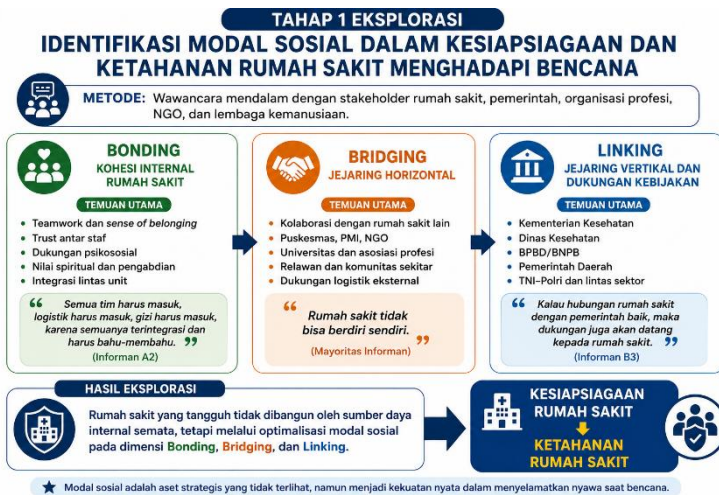 TAHAP 1 EKSPLORASI
IDENTIFIKASI MODAL SOSIAL DALAM KESIAPSIAGAAN DAN
KETAHANAN RUMAH SAKIT MENGHADAPI BENCANA
METODE: Wawancara mendalam dengan stakeholder rumah sakit, pemerintah, organisasi profesi,
NGO, dan lembaga kemanusiaan.
BONDING
KOHESI INTERNAL
RUMAH SAKIT
TEMUAN UTAMA
• Teamwork dan sense of belonging
• Trust antar staf
• Dukungan psikososial
• Nilai spiritual dan pengabdian
• Integrasi lintas unit
“ Semua tim harus masuk,
logistik harus masuk, gizi harus masuk,
karena semuanya terintegrasi dan
harus bahu-membahu. ”
(Informan A2)
BRIDGING
JEJARING HORIZONTAL
TEMUAN UTAMA
• Kolaborasi dengan rumah sakit lain
• Puskesmas, PMI, NGO
• Universitas dan asosiasi profesi
• Relawan dan komunitas sekitar
• Dukungan logistik eksternal
“ Rumah sakit tidak
bisa berdiri sendiri. ”
(Mayoritas Informan)
LINKING
JEJARING VERTIKAL DAN
DUKUNGAN KEBIJAKAN
TEMUAN UTAMA
• Kementerian Kesehatan
• Dinas Kesehatan
• BPBD/BNPB
• Pemerintah Daerah
• TNI-Polri dan lintas sektor
“ Kalau hubungan rumah sakit
dengan pemerintah baik, maka
dukungan juga akan datang
kepada rumah sakit. ”
(Informan B3)
HASIL EKSPLORASI
Rumah sakit yang tangguh tidak dibangun oleh sumber daya
internal semata, tetapi melalui optimalisasi modal sosial
pada dimensi Bonding, Bridging, dan Linking.
KESIAPSIAGAAN
RUMAH SAKIT
KETAHANAN
RUMAH SAKIT
Modal sosial adalah aset strategis yang tidak terlihat, namun menjadi kekuatan nyata dalam menyelamatkan nyawa saat bencana.